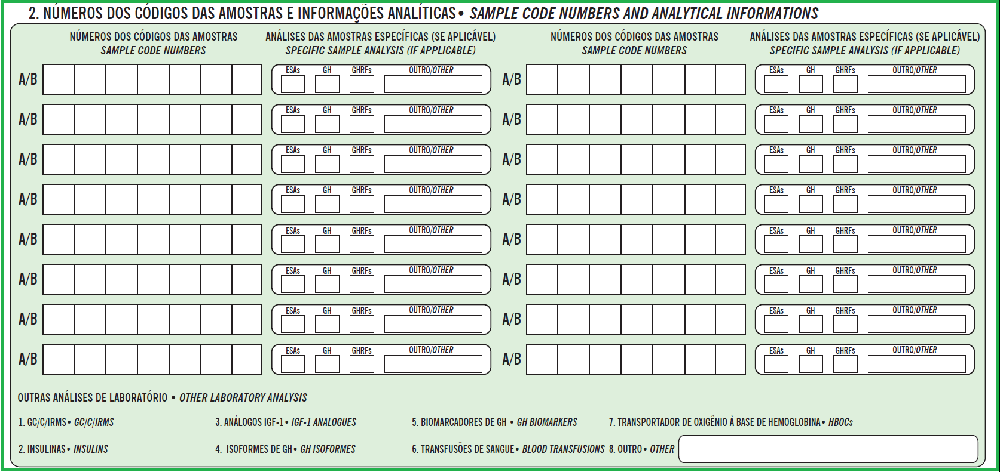 2. NÚMEROS DOS CÓDIGOS DAS AMOSTRAS E INFORMAÇÕES ANALÍTICAS• SAMPLE CODE NUMBERS AND ANALYTICAL INFORMATIONS
NÚMEROS DOS CÓDIGOS DAS AMOSTRAS ANÁLISES DAS AMOSTRAS ESPECÍFICAS (SE APLICÁVEL) NÚMEROS DOS CÓDIGOS DAS AMOSTRAS ANÁLISES DAS AMOSTRAS ESPECÍFICAS (SE APLICÁVEL)
SAMPLE CODE NUMBERS SPECIFIC SAMPLE ANALYSIS (IF APPLICABLE) SAMPLE CODE NUMBERS SPECIFIC SAMPLE ANALYSIS (IF APPLICABLE)
A/B ESAs GH GHRFs OUTRO/OTHER A/B ESAs GH GHRFs OUTRO/OTHER
A/B ESAs GH GHRFs OUTRO/OTHER A/B ESAs GH GHRFs OUTRO/OTHER
A/B ESAs GH GHRFs OUTRO/OTHER A/B ESAs GH GHRFs OUTRO/OTHER
A/B ESAs GH GHRFs OUTRO/OTHER A/B ESAs GH GHRFs OUTRO/OTHER
A/B ESAs GH GHRFs OUTRO/OTHER A/B ESAs GH GHRFs OUTRO/OTHER
A/B ESAs GH GHRFs OUTRO/OTHER A/B ESAs GH GHRFs OUTRO/OTHER
A/B ESAs GH GHRFs OUTRO/OTHER A/B ESAs GH GHRFs OUTRO/OTHER
A/B ESAs GH GHRFs OUTRO/OTHER A/B ESAs GH GHRFs OUTRO/OTHER
OUTRAS ANÁLISES DE LABORATÓRIO • OTHER LABORATORY ANALYSIS
1. GC/C/IRMS• GC/C/IRMS 3. ANÁLOGOS IGF-1• IGF-1 ANALOGUES 5. BIOMARCADORES DE GH • GH BIOMARKERS 7. TRANSPORTADOR DE OXIGÊNIO À BASE DE HEMOGLOBINA• HBOCs
2. INSULINAS• INSULINS 4. ISOFORMES DE GH• GH ISOFORMES 6. TRANSFUSÕES DE SANGUE• BLOOD TRANSFUSIONS 8. OUTRO• OTHER